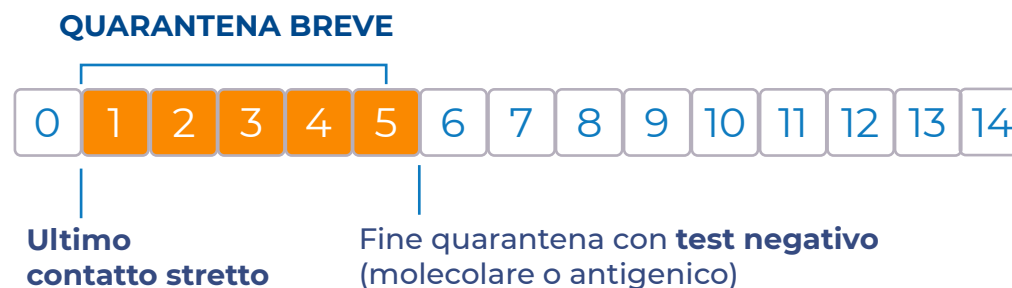 QUARANTENA BREVE
0 1 2 3 4 5 6 7 8 9 10 11 12 13 14
Ultimo
contatto stretto
Fine quarantena con test negativo
(molecolare o antigenico)